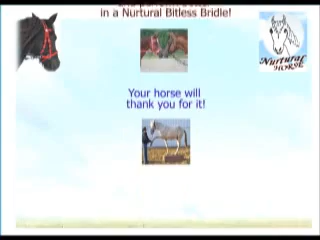 in a Nurtural Bitless Bridle!
Nurtural
HORSE
Your horse will
thank you for it!